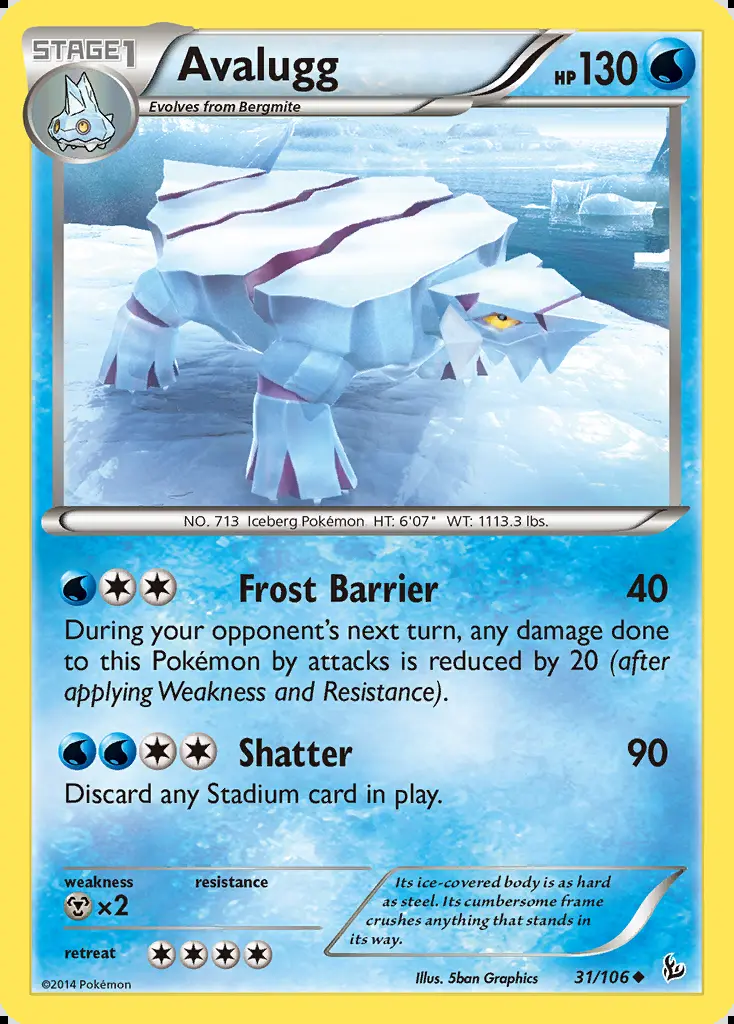 STAGE1
Avalugg
HP 130
Evolves from Bergmite
NO. 713 Iceberg Pokémon HT: 6'07" WT: 1113.3 lbs.
Frost Barrier 40
During your opponent's next turn, any damage done
to this Pokémon by attacks is reduced by 20 (after
applying Weakness and Resistance).
Shatter 90
Discard any Stadium card in play.
weakness resistance
×2
retreat
Its ice-covered body is as hard
as steel. Its cumbersome frame
crushes anything that stands in
its way.
©2014 Pokémon
Illus. 5ban Graphics
31/106